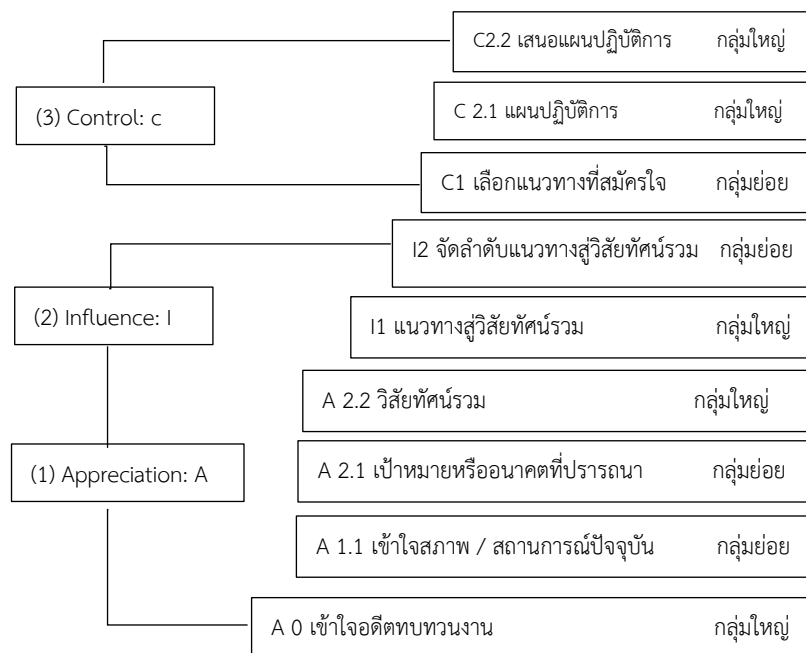 C2.2 เสนอแผนปฏิบัติการ กลุ่มใหญ่
(3) Control: c
C 2.1 แผนปฏิบัติการ กลุ่มใหญ่
C1 เลือกแนวทางที่สมัครใจ กลุ่มย่อย
I2 จัดลำดับแนวทางสู่วิสัยทัศน์รวม กลุ่มย่อย
(2) Influence: I
I1 แนวทางสู่วิสัยทัศน์รวม กลุ่มใหญ่
A 2.2 วิสัยทัศน์รวม กลุ่มใหญ่
(1) Appreciation: A
A 2.1 เป้าหมายหรืออนาคตที่ปรารถนา กลุ่มย่อย
A 1.1 เข้าใจสภาพ / สถานการณ์ปัจจุบัน กลุ่มย่อย
A 0 เข้าใจอดีตทบทวนงาน กลุ่มใหญ่